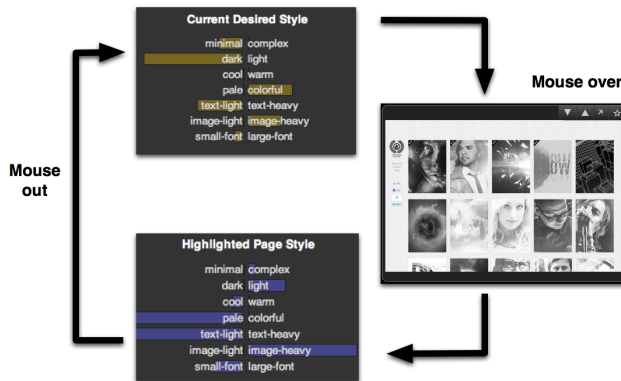 Current Desired Style
minimal complex
dark light
cool warm
pale colorful
text-light text-heavy
image-light image-heavy
small-font large-font
Mouse over
Mouse
out
Highlighted Page Style
minimal complex
dark light
cool warm
pale colorful
text-light text-heavy
image-light image-heavy
small-font large-font